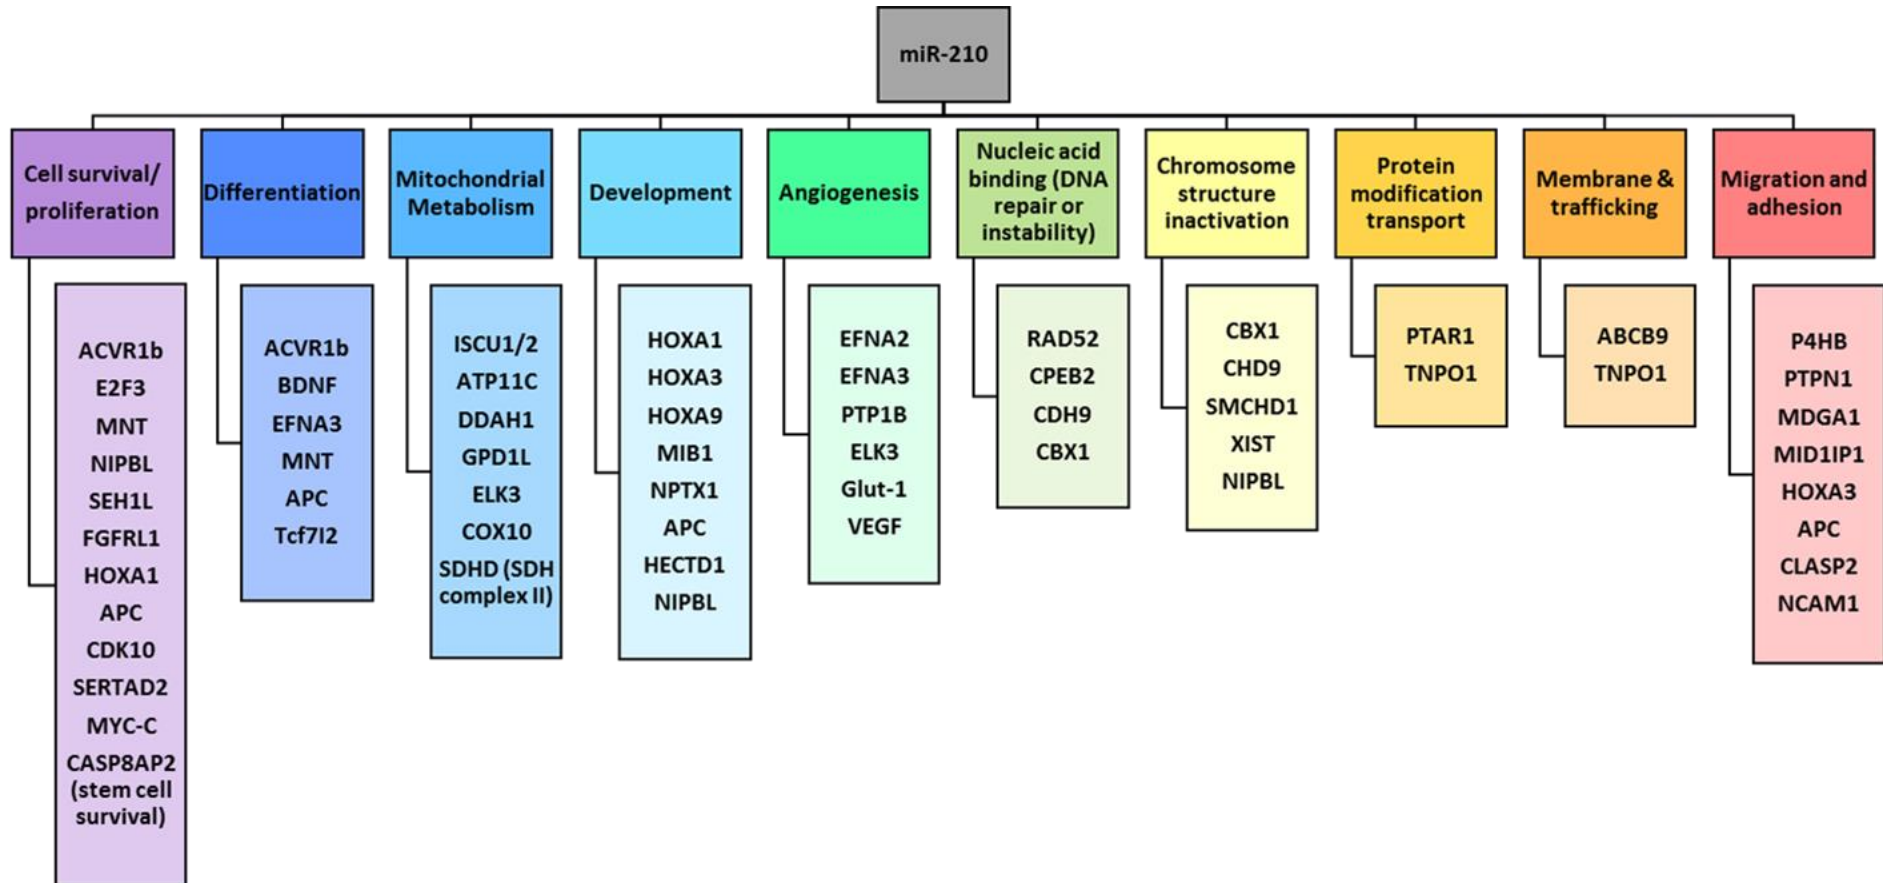 miR-210
Cell survival/
proliferation
ACVR1b
E2F3
MNT
NIPBL
SEH1L
FGFRL1
HOXA1
APC
CDK10
SERTAD2
MYC-C
CASP8AP2
(stem cell
survival)
Differentiation
ACVR1b
BDNF
EFNA3
MNT
APC
Tcf7l2
Mitochondrial
Metabolism
ISCU1/2
ATP11C
DDAH1
GPD1L
ELK3
COX10
SDHD (SDH
complex II)
Development
HOXA1
HOXA3
HOXA9
MIB1
NPTX1
APC
HECTD1
NIPBL
Angiogenesis
EFNA2
EFNA3
PTP1B
ELK3
Glut-1
VEGF
Nucleic acid
binding (DNA
repair or
instability)
RAD52
CPEB2
CDH9
CBX1
Chromosome
structure
inactivation
CBX1
CHD9
SMCHD1
XIST
NIPBL
Protein
modification
transport
PTAR1
TNPO1
Membrane &
trafficking
ABCB9
TNPO1
Migration and
adhesion
P4HB
PTPN1
MDGA1
MID1IP1
HOXA3
APC
CLASP2
NCAM1